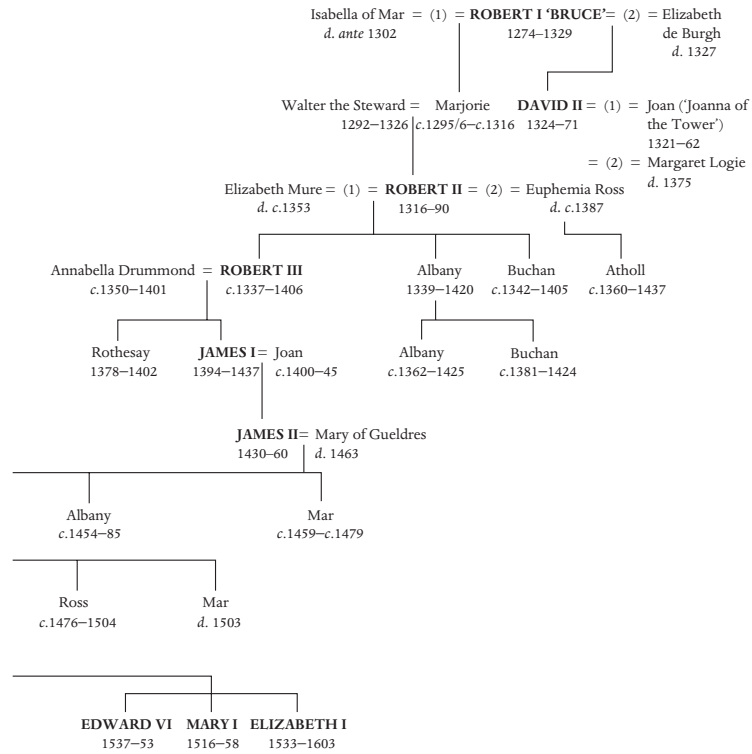 Isabella of Mar = (1) = ROBERT I ‘BRUCE’= (2) = Elizabeth
d. ante 1302 1274–1329 de Burgh
d. 1327
Walter the Steward = Marjorie DAVID II = (1) = Joan (‘Joanna of
1292–1326 c.1295/6–c.1316 1324–71 the Tower’)
1321–62
= (2) = Margaret Logie
d. 1375
Elizabeth Mure = (1) = ROBERT II = (2) = Euphemia Ross
d. c.1353 1316–90 d. c.1387
Annabella Drummond = ROBERT III Albany Buchan Atholl
c.1350–1401 c.1337–1406 1339–1420 c.1342–1405 c.1360–1437
Rothesay JAMES I = Joan Albany Buchan
1378–1402 1394–1437 c.1400–45 c.1362–1425 c.1381–1424
JAMES II = Mary of Gueldres
1430–60 d. 1463
Albany Mar
c.1454–85 c.1459–c.1479
Ross Mar
c.1476–1504 d. 1503
EDWARD VI MARY I ELIZABETH I
1537–53 1516–58 1533–1603